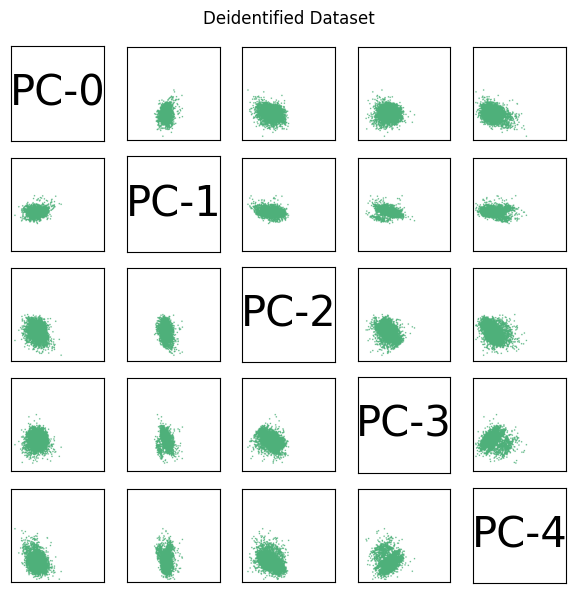 Deidentified Dataset
PC-0
PC-1
PC-2
PC-3
PC-4